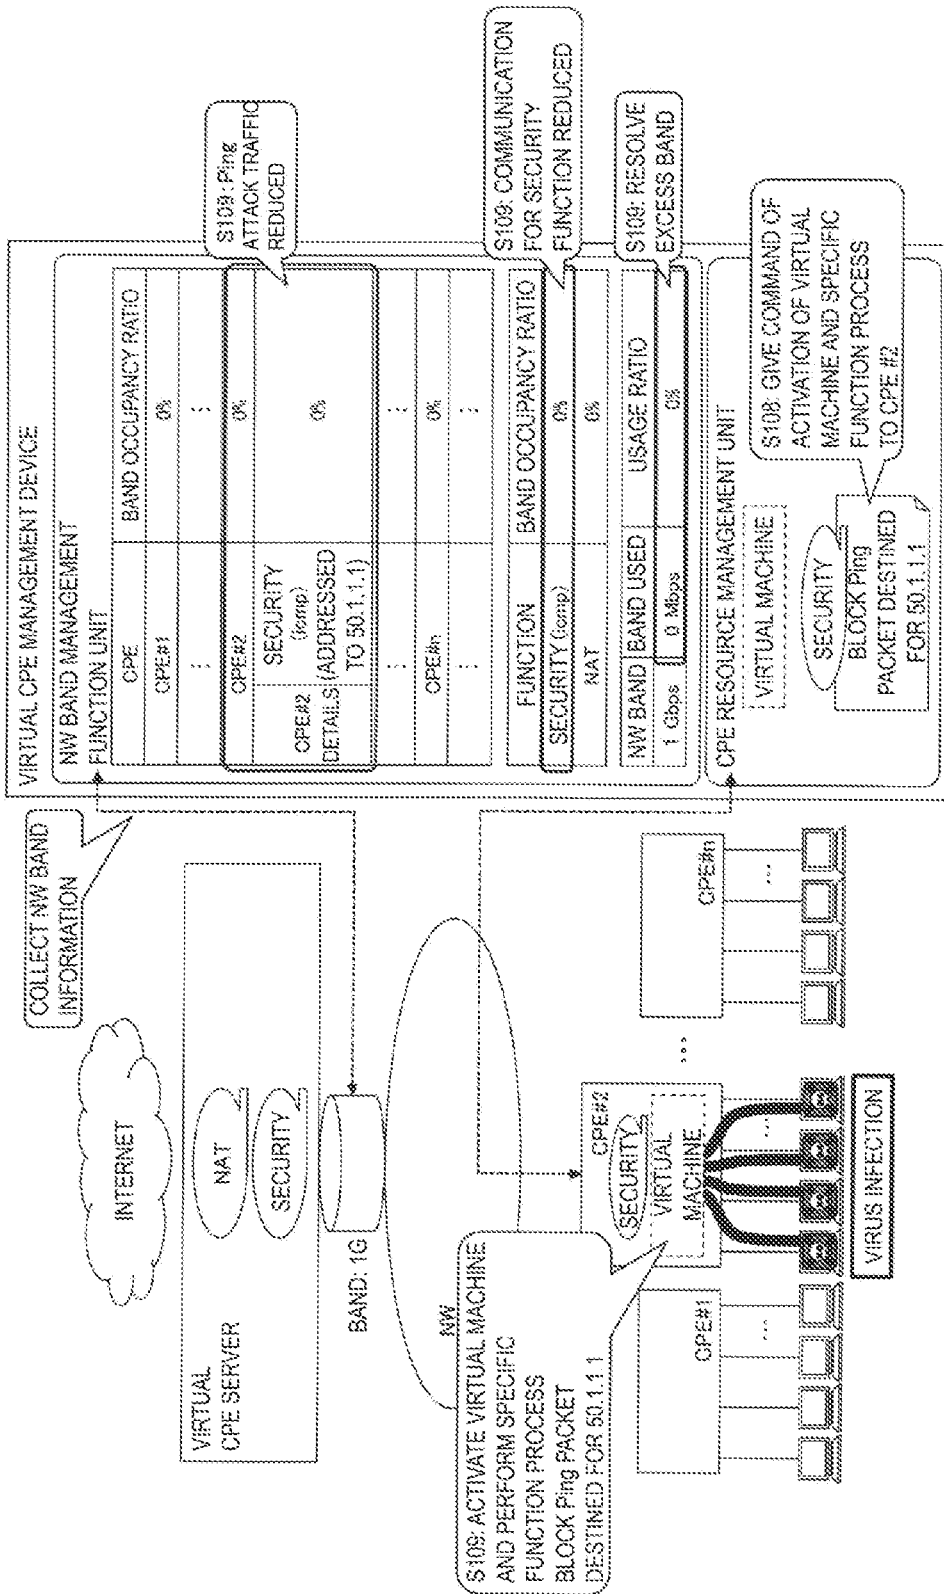 COLLECT NW BAND
INFORMATION
INTERNET
VIRTUAL
CPE SERVER
NAT
SECURITY
BAND: 1G
NW
S109: ACTIVATE VIRTUAL MACHINE
AND PERFORM SPECIFIC
FUNCTION PROCESS
BLOCK Ping PACKET
DESTINED FOR 50.1.1.1
CPE#1
...
CPE#2
SECURITY
VIRTUAL
MACHINE
...
VIRUS INFECTION
...
CPE#n
...
VIRTUAL CPE MANAGEMENT DEVICE
NW BAND MANAGEMENT
FUNCTION UNIT
CPE BAND OCCUPANCY RATIO
CPE#1 0%
: :
CPE#2 0%
CPE#2
DETAILS
SECURITY
(icmp)
(ADDRESSED
TO 50.1.1.1)
0%
: :
CPE#n 0%
: :
S109: Ping
ATTACK TRAFFIC
REDUCED
FUNCTION BAND OCCUPANCY RATIO
SECURITY (icmp) 0%
NAT 0%
S109: COMMUNICATION
FOR SECURITY
FUNCTION REDUCED
NW BAND BAND USED USAGE RATIO
1 Gbps 0 Mbps 0%
S109: RESOLVE
EXCESS BAND
CPE RESOURCE MANAGEMENT UNIT
VIRTUAL MACHINE
SECURITY
BLOCK Ping
PACKET DESTINED
FOR 50.1.1.1
S108: GIVE COMMAND OF
ACTIVATION OF VIRTUAL
MACHINE AND SPECIFIC
FUNCTION PROCESS
TO CPE #2